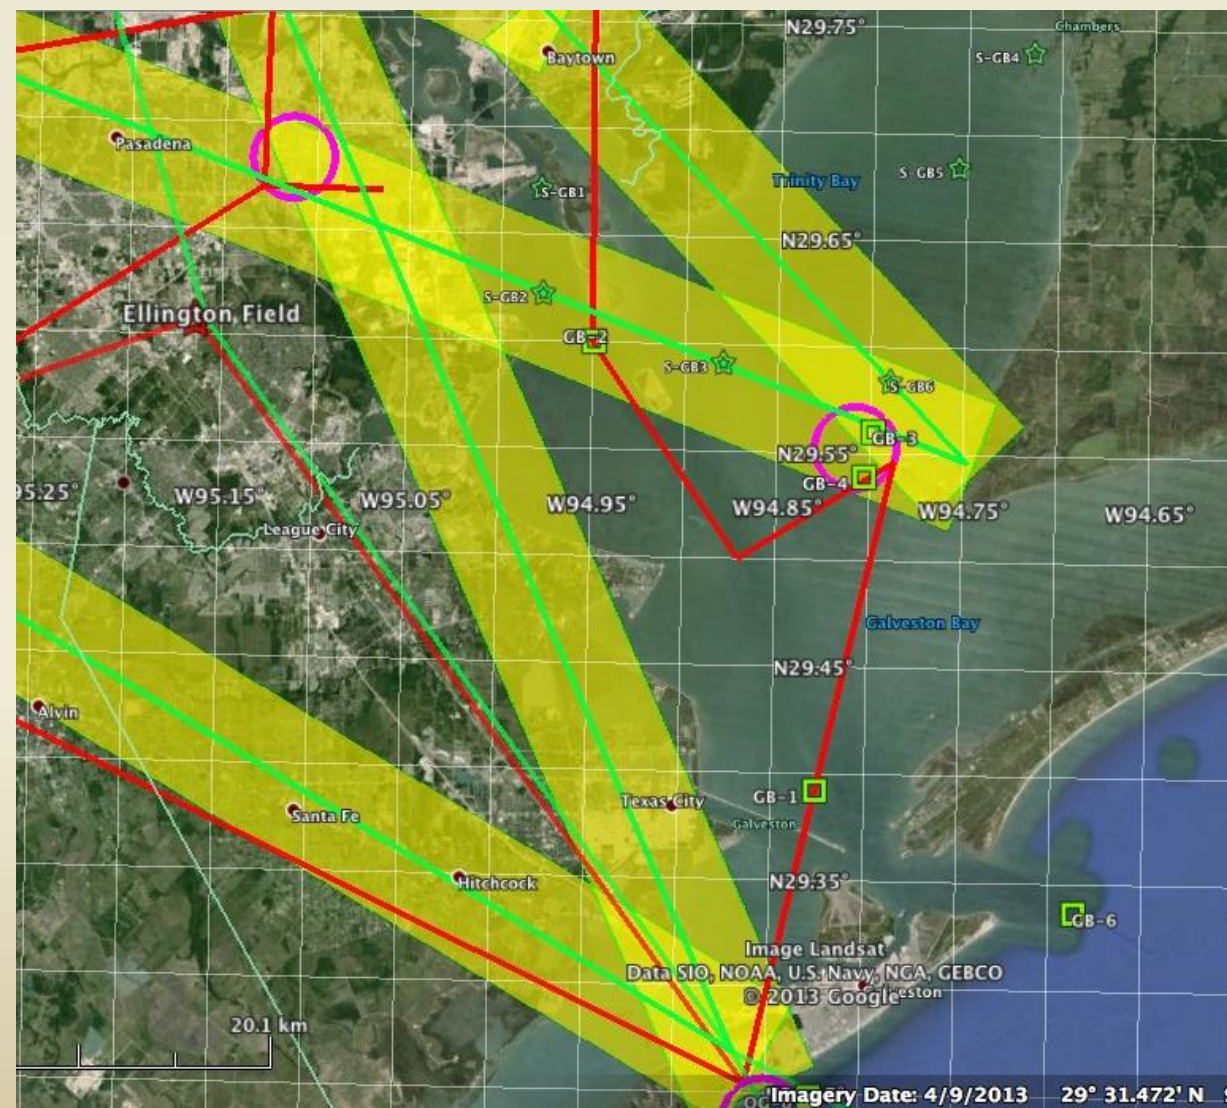 N29.75°
Chambers
S-GB4
Baytown
Pasadena
S-GB5
Trinity Bay
S-GB1
N29.65°
S-GB2
Ellington Field
GB-2
S-GB3
S-GB6
GB-3
N29.55°
GB-4
95.25°
W95.15°
W95.05°
W94.95°
W94.85°
W94.75°
W94.65°
League City
Galveston Bay
N29.45°
Alvin
Texas City
GB-1
Santa Fe
Galveston
N29.35°
Hitchcock
GB-6
Image Landsat
Data SIO, NOAA, U.S. Navy, NGA, GEBCO
© 2013 Google
20.1 km
Imagery Date: 4/9/2013 29° 31.472' N